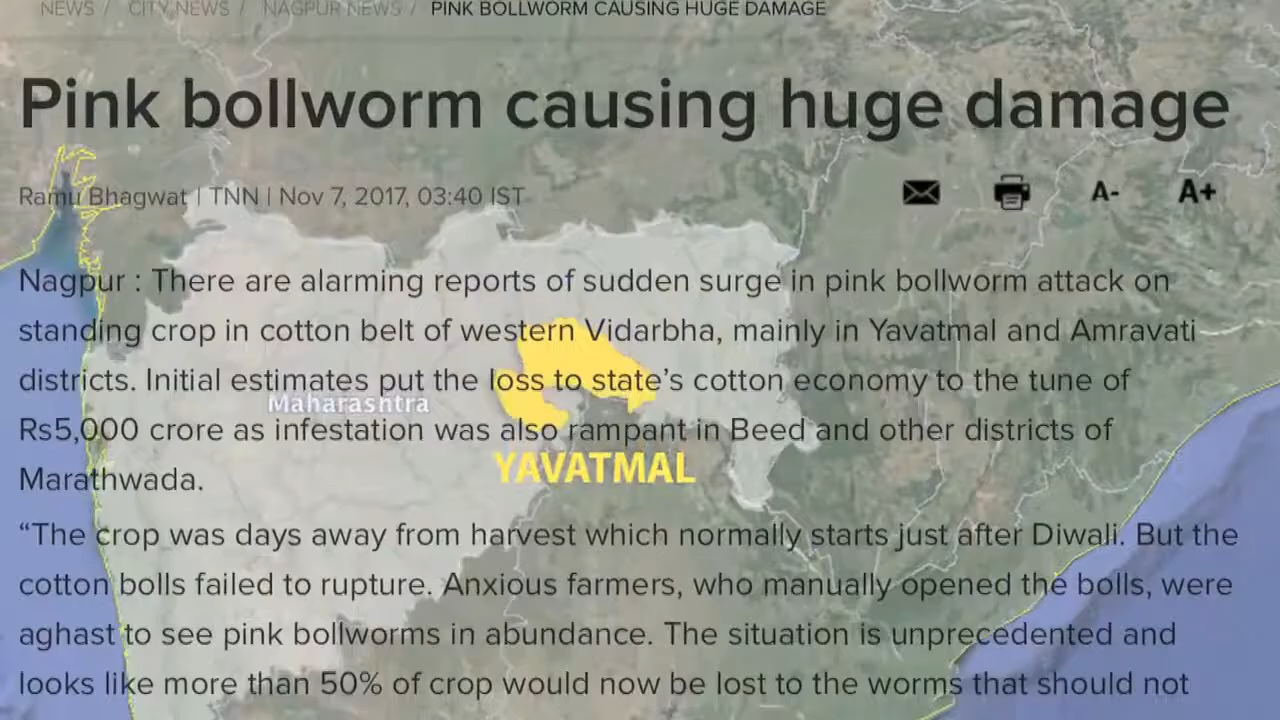 NEWS / CITY NEWS / NAGPUR NEWS / PINK BOLLWORM CAUSING HUGE DAMAGE
Pink bollworm causing huge damage
Ramu Bhagwat | TNN | Nov 7, 2017, 03:40 IST
A- A+
Nagpur : There are alarming reports of sudden surge in pink bollworm attack on
standing crop in cotton belt of western Vidarbha, mainly in Yavatmal and Amravati
districts. Initial estimates put the loss to state's cotton economy to the tune of
Maharashtra
Rs5,000 crore as infestation was also rampant in Beed and other districts of
YAVATMAL
Marathwada.
“The crop was days away from harvest which normally starts just after Diwali. But the
cotton bolls failed to rupture. Anxious farmers, who manually opened the bolls, were
aghast to see pink bollworms in abundance. The situation is unprecedented and
looks like more than 50% of crop would now be lost to the worms that should not